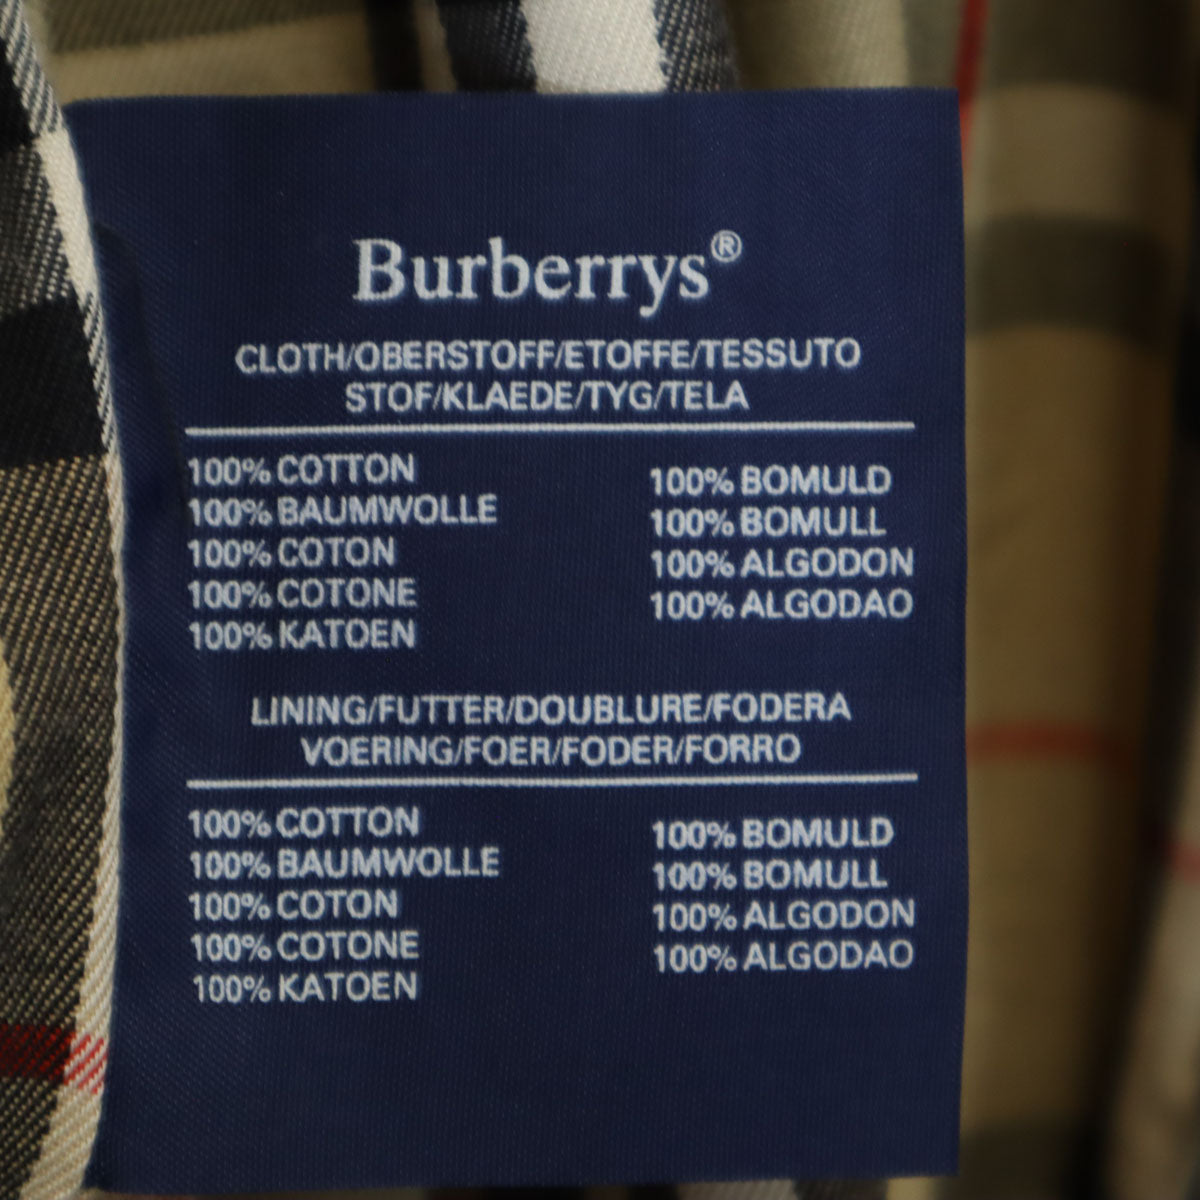 Burberrys®
CLOTH/OBERSTOFF/ETOFFE/TESSUTO
STOF/KLAEDE/TYG/TELA
100% COTTON
100% BAUMWOLLE
100% COTON
100% COTONE
100% KATOEN
100% BOMULD
100% BOMULL
100% ALGODON
100% ALGODAO
LINING/FUTTER/DOUBLURE/FODERA
VOERING/FOER/FODER/FORRO
100% COTTON
100% BAUMWOLLE
100% COTON
100% COTONE
100% KATOEN
100% BOMULD
100% BOMULL
100% ALGODON
100% ALGODAO